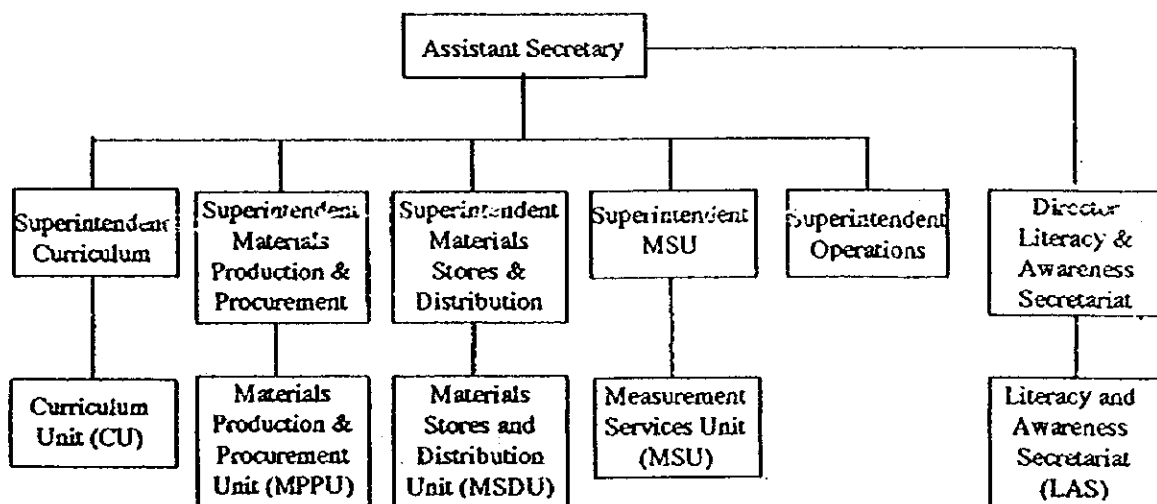 Assistant Secretary
Superintendent
Curriculum
Superintendent
Materials
Production &
Procurement
Superintendent
Materials
Stores &
Distribution
Superintendent
MSU
Superintendent
Operations
Director
Literacy &
Awareness
Secretariat
Curriculum
Unit (CU)
Materials
Production &
Procurement
Unit (MPPU)
Materials
Stores and
Distribution
Unit (MSDU)
Measurement
Services Unit
(MSU)
Literacy and
Awareness
Secretariat
(LAS)